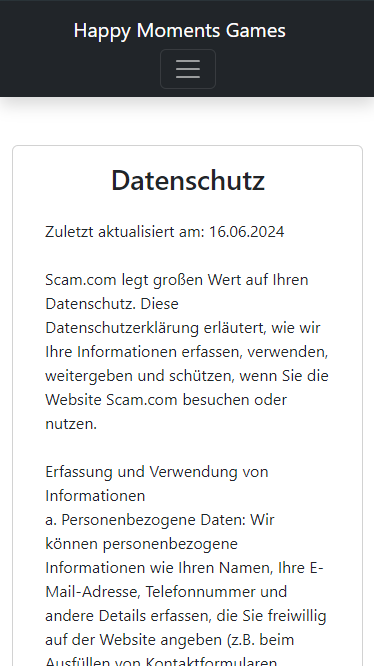 Happy Moments Games
Datenschutz
Zuletzt aktualisiert am: 16.06.2024
Scam.com legt großen Wert auf Ihren
Datenschutz. Diese
Datenschutzerklärung erläutert, wie wir
Ihre Informationen erfassen, verwenden,
weitergeben und schützen, wenn Sie die
Website Scam.com besuchen oder
nutzen.
Erfassung und Verwendung von
Informationen
a. Personenbezogene Daten: Wir
können personenbezogene
Informationen wie Ihren Namen, Ihre E-
Mail-Adresse, Telefonnummer und
andere Details erfassen, die Sie freiwillig
auf der Website angeben (z.B. beim
Ausfüllen von Kontaktformularen